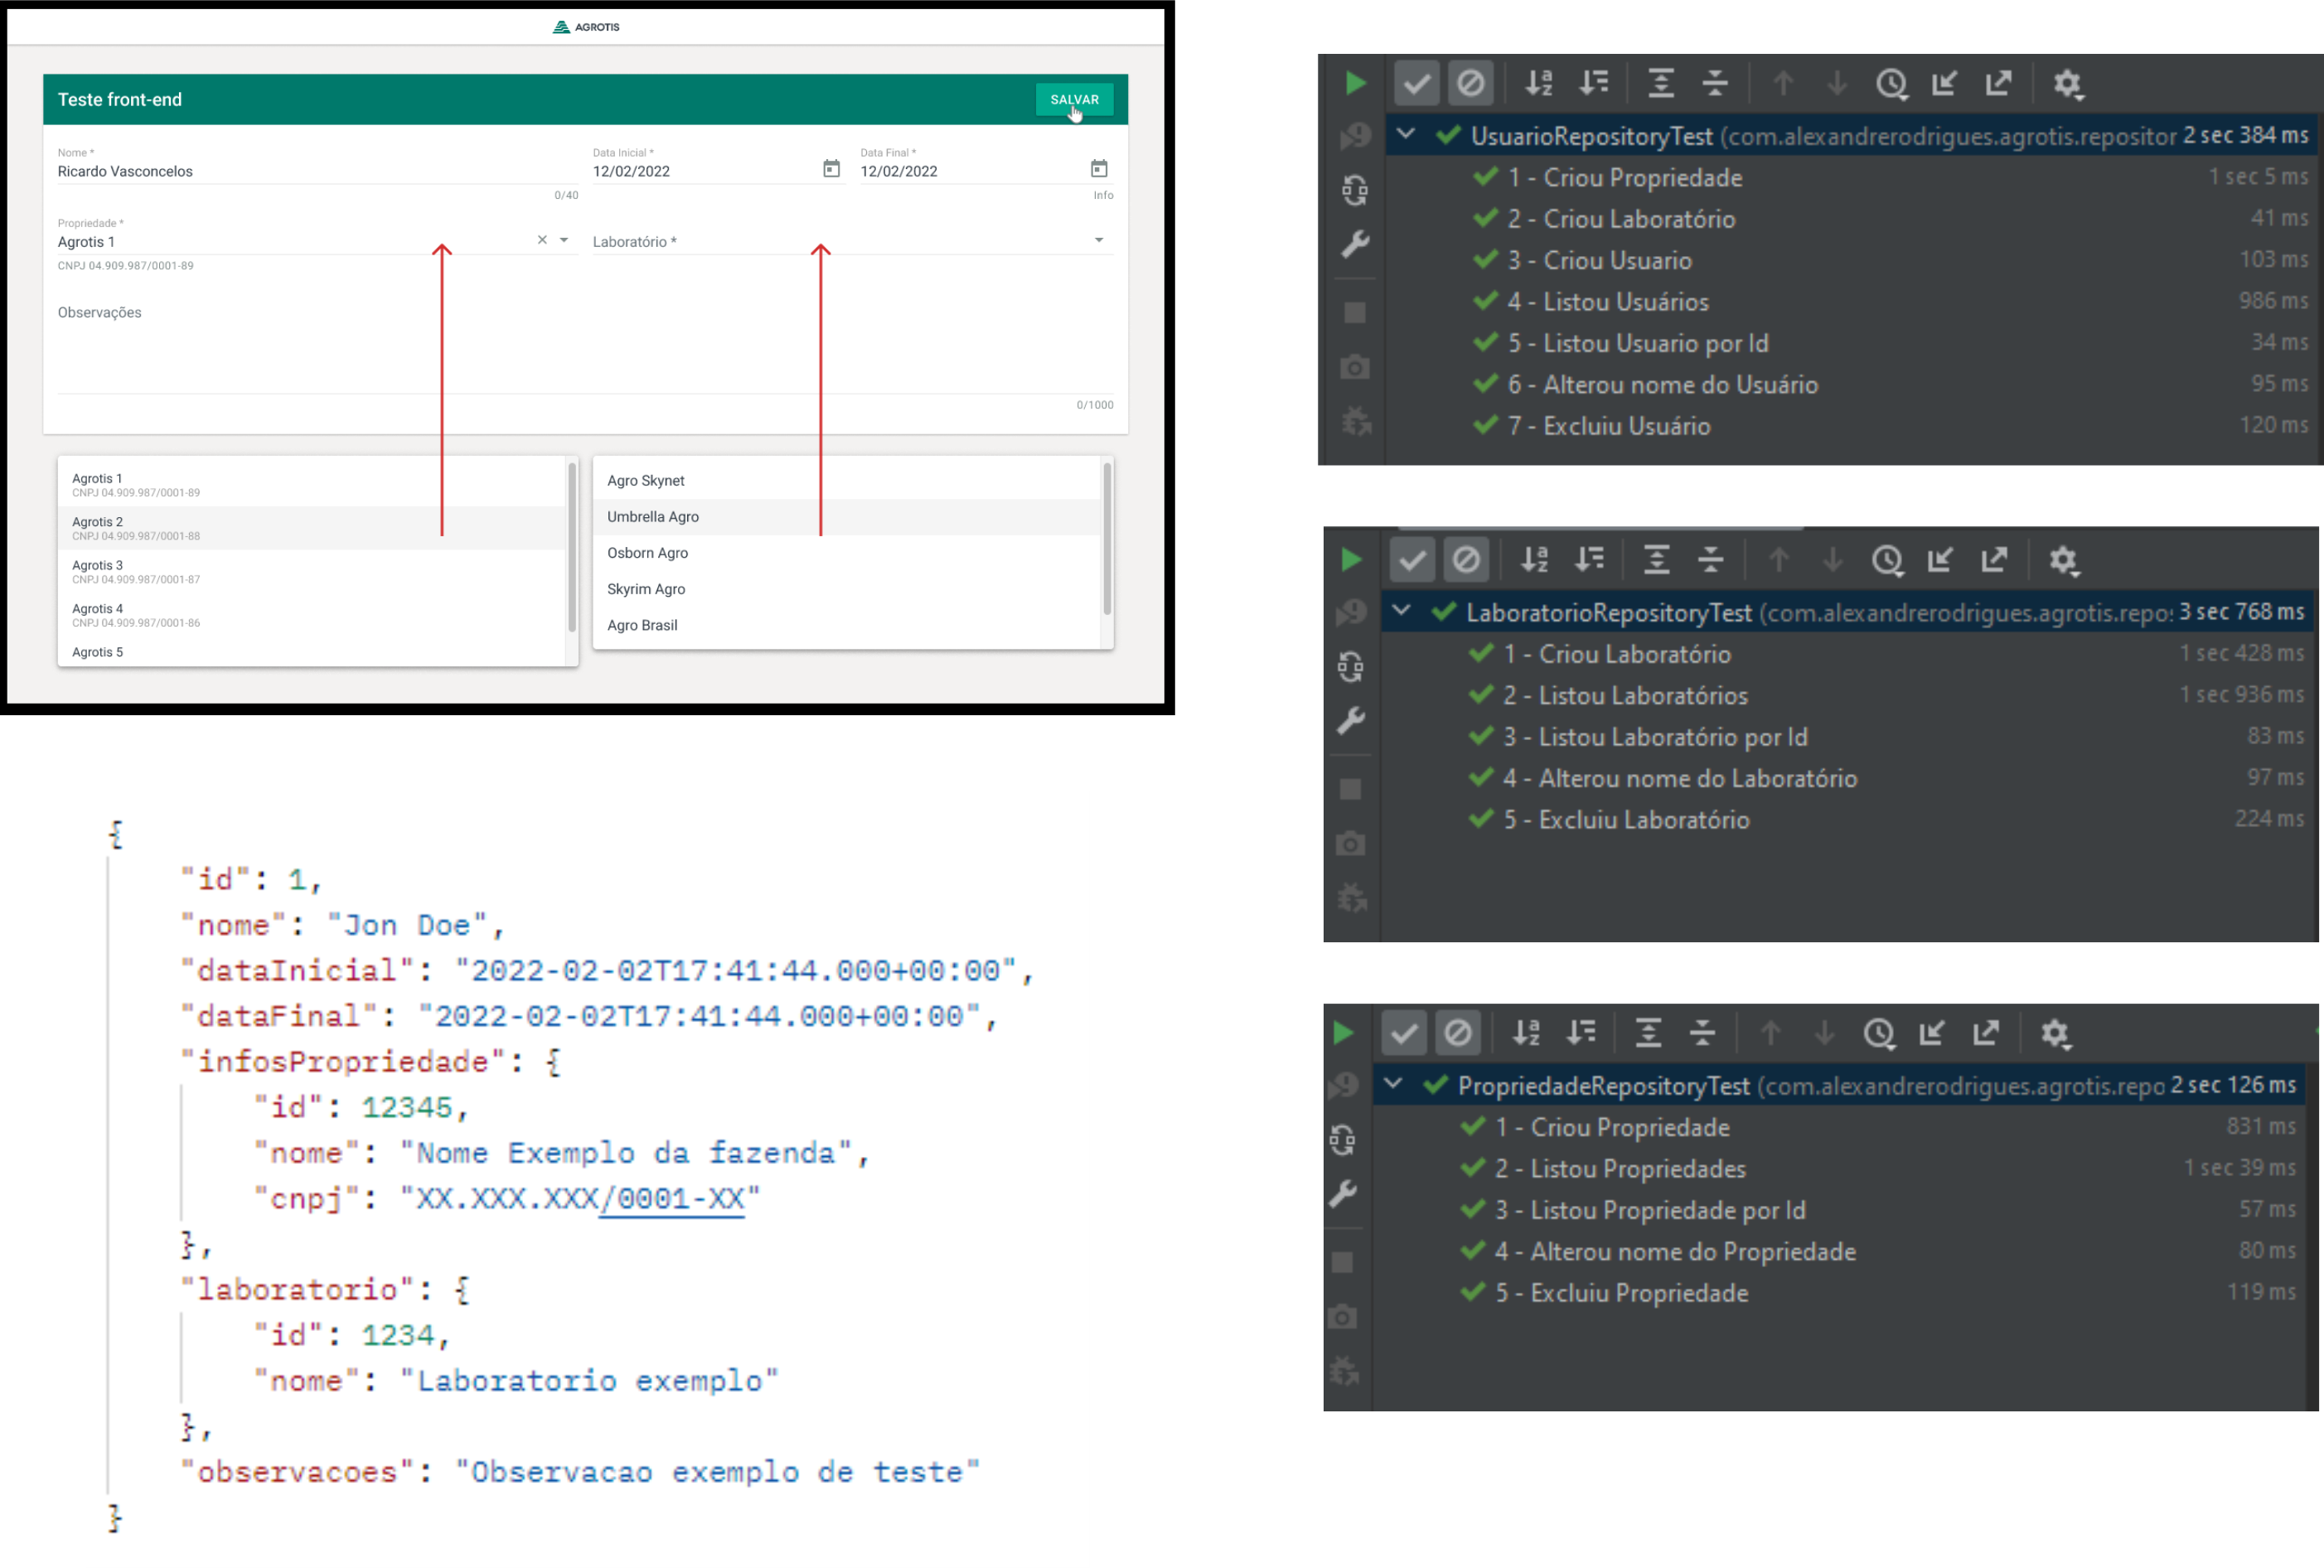 AGROTIS
Teste front-end
SALVAR
Nome *
Ricardo Vasconcelos
0/40
Data Inicial *
12/02/2022
Data Final *
12/02/2022
Info
Propriedade *
Agrotis 1
CNPJ 04.909.987/0001-89
Laboratório *
Observações
0/1000
Agrotis 1
CNPJ 04.909.987/0001-89
Agrotis 2
CNPJ 04.909.987/0001-88
Agrotis 3
CNPJ 04.909.987/0001-87
Agrotis 4
CNPJ 04.909.987/0001-86
Agrotis 5
Agro Skynet
Umbrella Agro
Osborn Agro
Skyrim Agro
Agro Brasil
{
"id": 1,
"nome": "Jon Doe",
"dataInicial": "2022-02-02T17:41:44.000+00:00",
"dataFinal": "2022-02-02T17:41:44.000+00:00",
"infosPropriedade": {
"id": 12345,
"nome": "Nome Exemplo da fazenda",
"cnpj": "XX.XXX.XXX/0001-XX"
},
"laboratorio": {
"id": 1234,
"nome": "Laboratorio exemplo"
},
"observacoes": "Observacao exemplo de teste"
}
UsuarioRepositoryTest (com.alexandrerodrigues.agrotis.repositor 2 sec 384 ms
1 - Criou Propriedade 1 sec 5 ms
2 - Criou Laboratório 41 ms
3 - Criou Usuario 103 ms
4 - Listou Usuários 986 ms
5 - Listou Usuario por Id 34 ms
6 - Alterou nome do Usuário 95 ms
7 - Excluiu Usuário 120 ms
LaboratorioRepositoryTest (com.alexandrerodrigues.agrotis.repo: 3 sec 768 ms
1 - Criou Laboratório 1 sec 428 ms
2 - Listou Laboratórios 1 sec 936 ms
3 - Listou Laboratório por Id 83 ms
4 - Alterou nome do Laboratório 97 ms
5 - Excluiu Laboratório 224 ms
PropriedadeRepositoryTest (com.alexandrerodrigues.agrotis.repo 2 sec 126 ms
1 - Criou Propriedade 831 ms
2 - Listou Propriedades 1 sec 39 ms
3 - Listou Propriedade por Id 57 ms
4 - Alterou nome do Propriedade 80 ms
5 - Excluiu Propriedade 119 ms